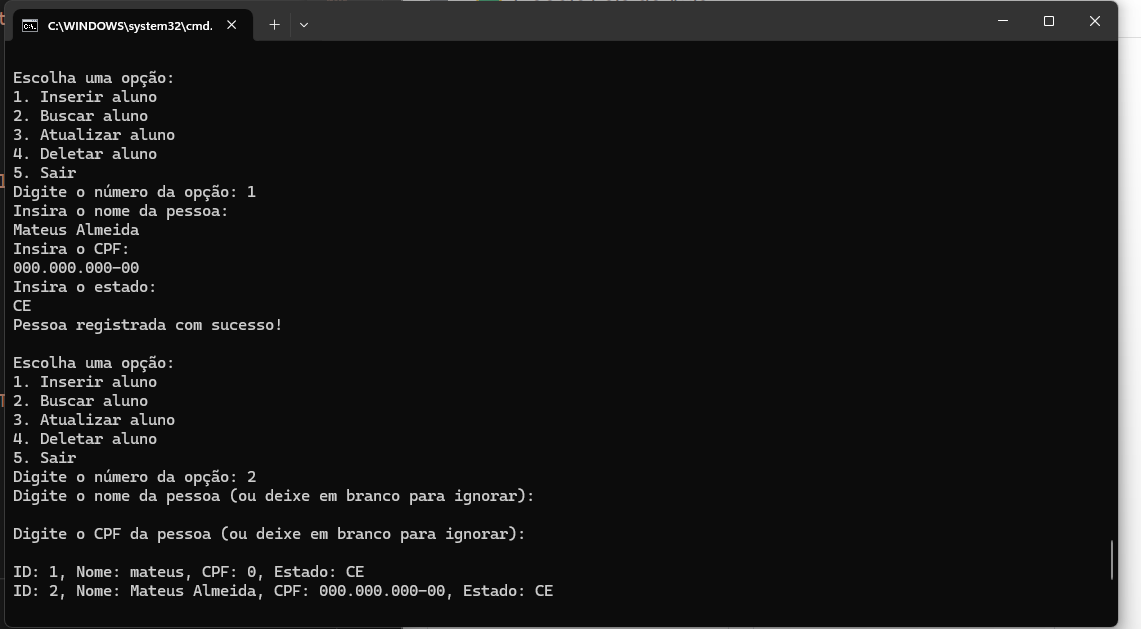 C:\WINDOWS\system32\cmd.
Escolha uma opção:
1. Inserir aluno
2. Buscar aluno
3. Atualizar aluno
4. Deletar aluno
5. Sair
Digite o número da opção: 1
Insira o nome da pessoa:
Mateus Almeida
Insira o CPF:
000.000.000-00
Insira o estado:
CE
Pessoa registrada com sucesso!
Escolha uma opção:
1. Inserir aluno
2. Buscar aluno
3. Atualizar aluno
4. Deletar aluno
5. Sair
Digite o número da opção: 2
Digite o nome da pessoa (ou deixe em branco para ignorar):
Digite o CPF da pessoa (ou deixe em branco para ignorar):
ID: 1, Nome: mateus, CPF: 0, Estado: CE
ID: 2, Nome: Mateus Almeida, CPF: 000.000.000-00, Estado: CE